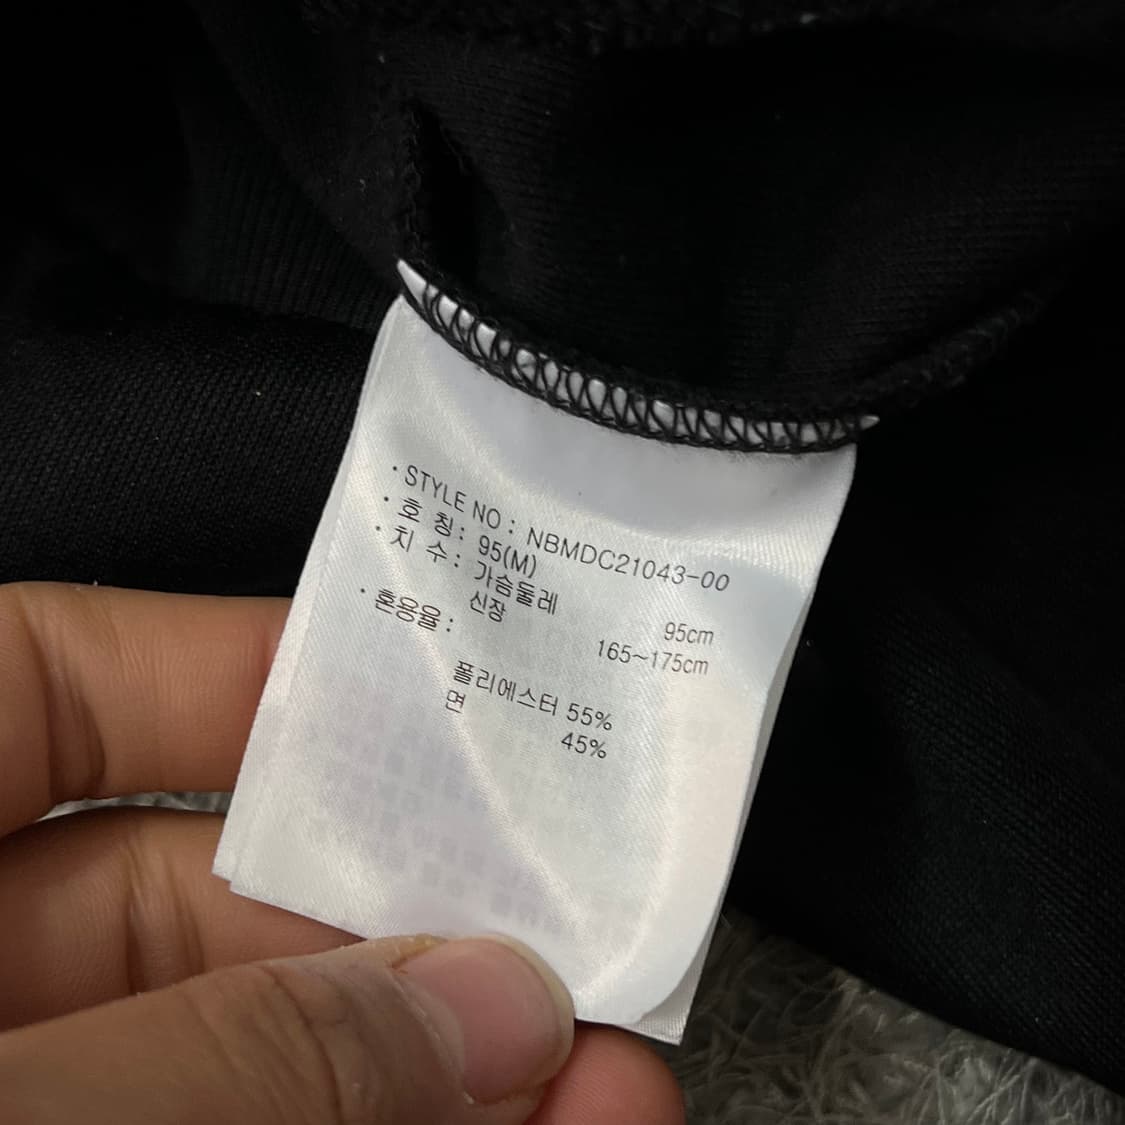 · STYLE NO : NBMDC21043-00
· 호 칭 : 95(M)
· 치 수 : 가슴둘레 95cm
신장 165~175cm
· 혼용율 :
폴리에스터 55%
면 45%